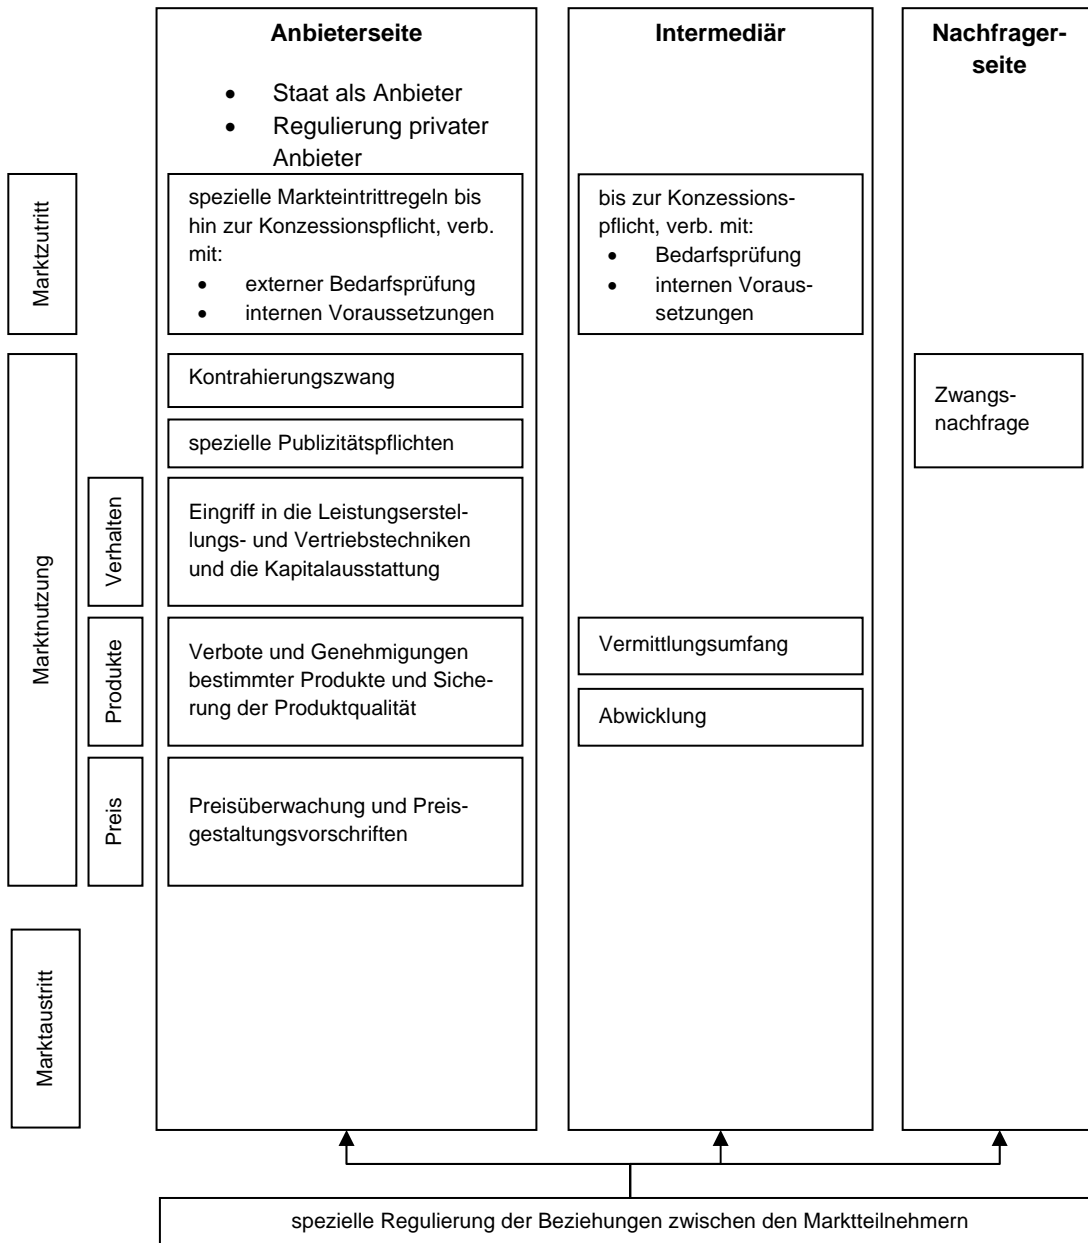 Anbieterseite
• Staat als Anbieter
• Regulierung privater
Anbieter
Intermediär
Nachfrager-
seite
Marktzutritt
spezielle Markteintrittregeln bis
hin zur Konzessionspflicht, verb.
mit:
• externer Bedarfsprüfung
• internen Voraussetzungen
bis zur Konzessions-
pflicht, verb. mit:
• Bedarfsprüfung
• internen Voraus-
setzungen
Marktnutzung
Kontrahierungszwang
spezielle Publizitätspflichten
Zwangs-
nachfrage
Verhalten
Eingriff in die Leistungserstel-
lungs- und Vertriebstechniken
und die Kapitalausstattung
Produkte
Verbote und Genehmigungen
bestimmter Produkte und Siche-
rung der Produktqualität
Vermittlungsumfang
Abwicklung
Preis
Preisüberwachung und Preis-
gestaltungsvorschriften
Marktaustritt
spezielle Regulierung der Beziehungen zwischen den Marktteilnehmern